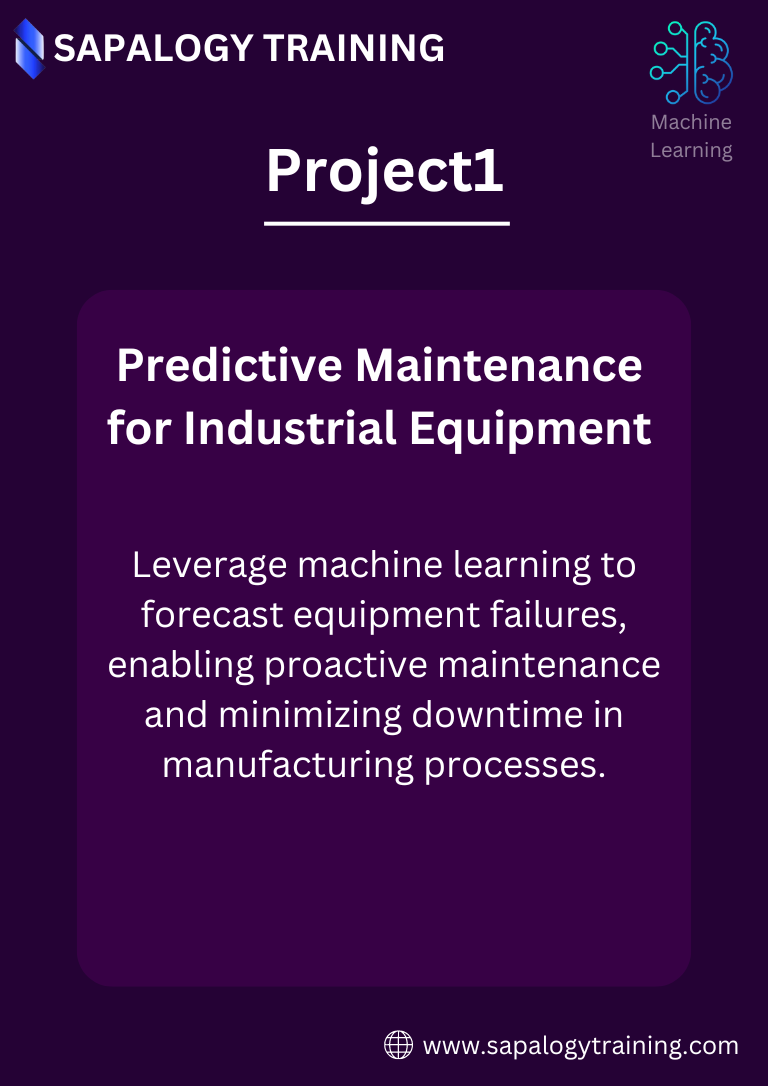 SAPALOGY TRAINING
Machine
Learning
Project1
Predictive Maintenance
for Industrial Equipment
Leverage machine learning to
forecast equipment failures,
enabling proactive maintenance
and minimizing downtime in
manufacturing processes.
www.sapalogytraining.com